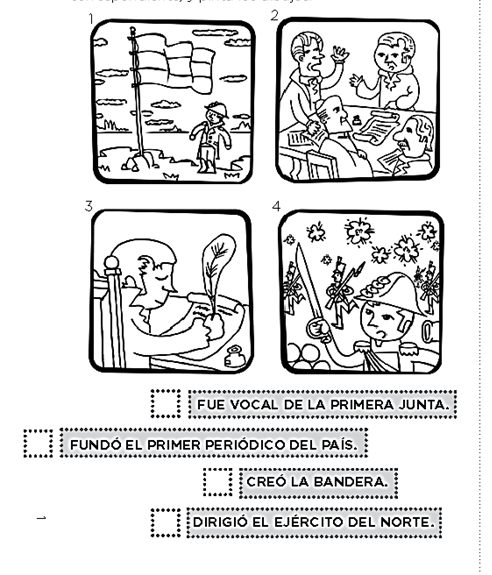 1
2
3
4
FUE VOCAL DE LA PRIMERA JUNTA.
FUNDÓ EL PRIMER PERIÓDICO DEL PAÍS.
CREÓ LA BANDERA.
DIRIGIÓ EL EJÉRCITO DEL NORTE.